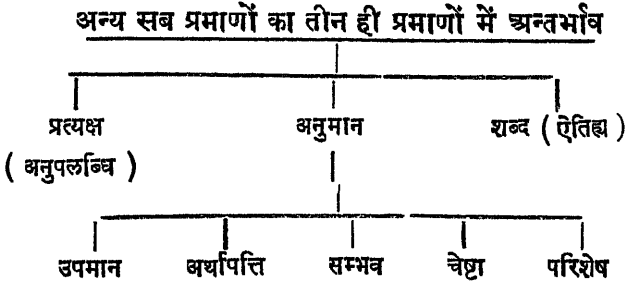 अन्य सब प्रमाणों का तीन ही प्रमाणों में अन्तर्भाव
प्रत्यक्ष अनुमान शब्द ( ऐतिह्य )
( अनुपलब्धि )
उपमान अर्थापत्ति सम्भव चेष्टा परिशेष